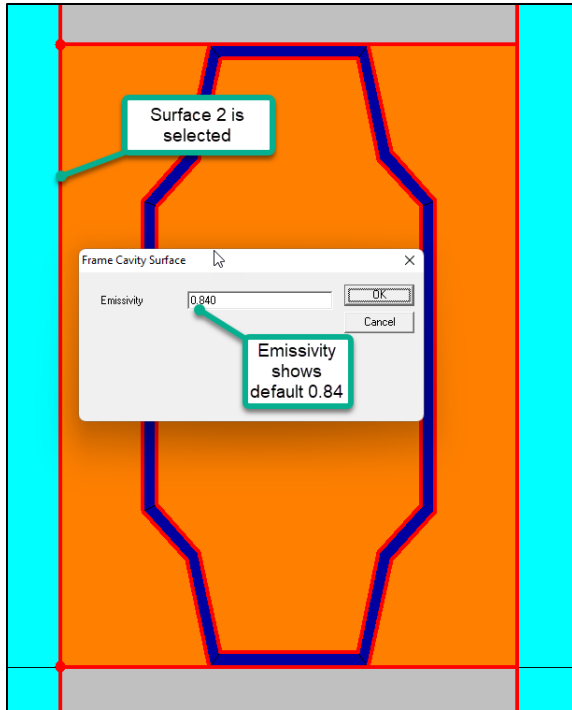 Surface 2 is
selected
Frame Cavity Surface
Emissivity
0.840
OK
Cancel
Emissivity
shows
default 0.84